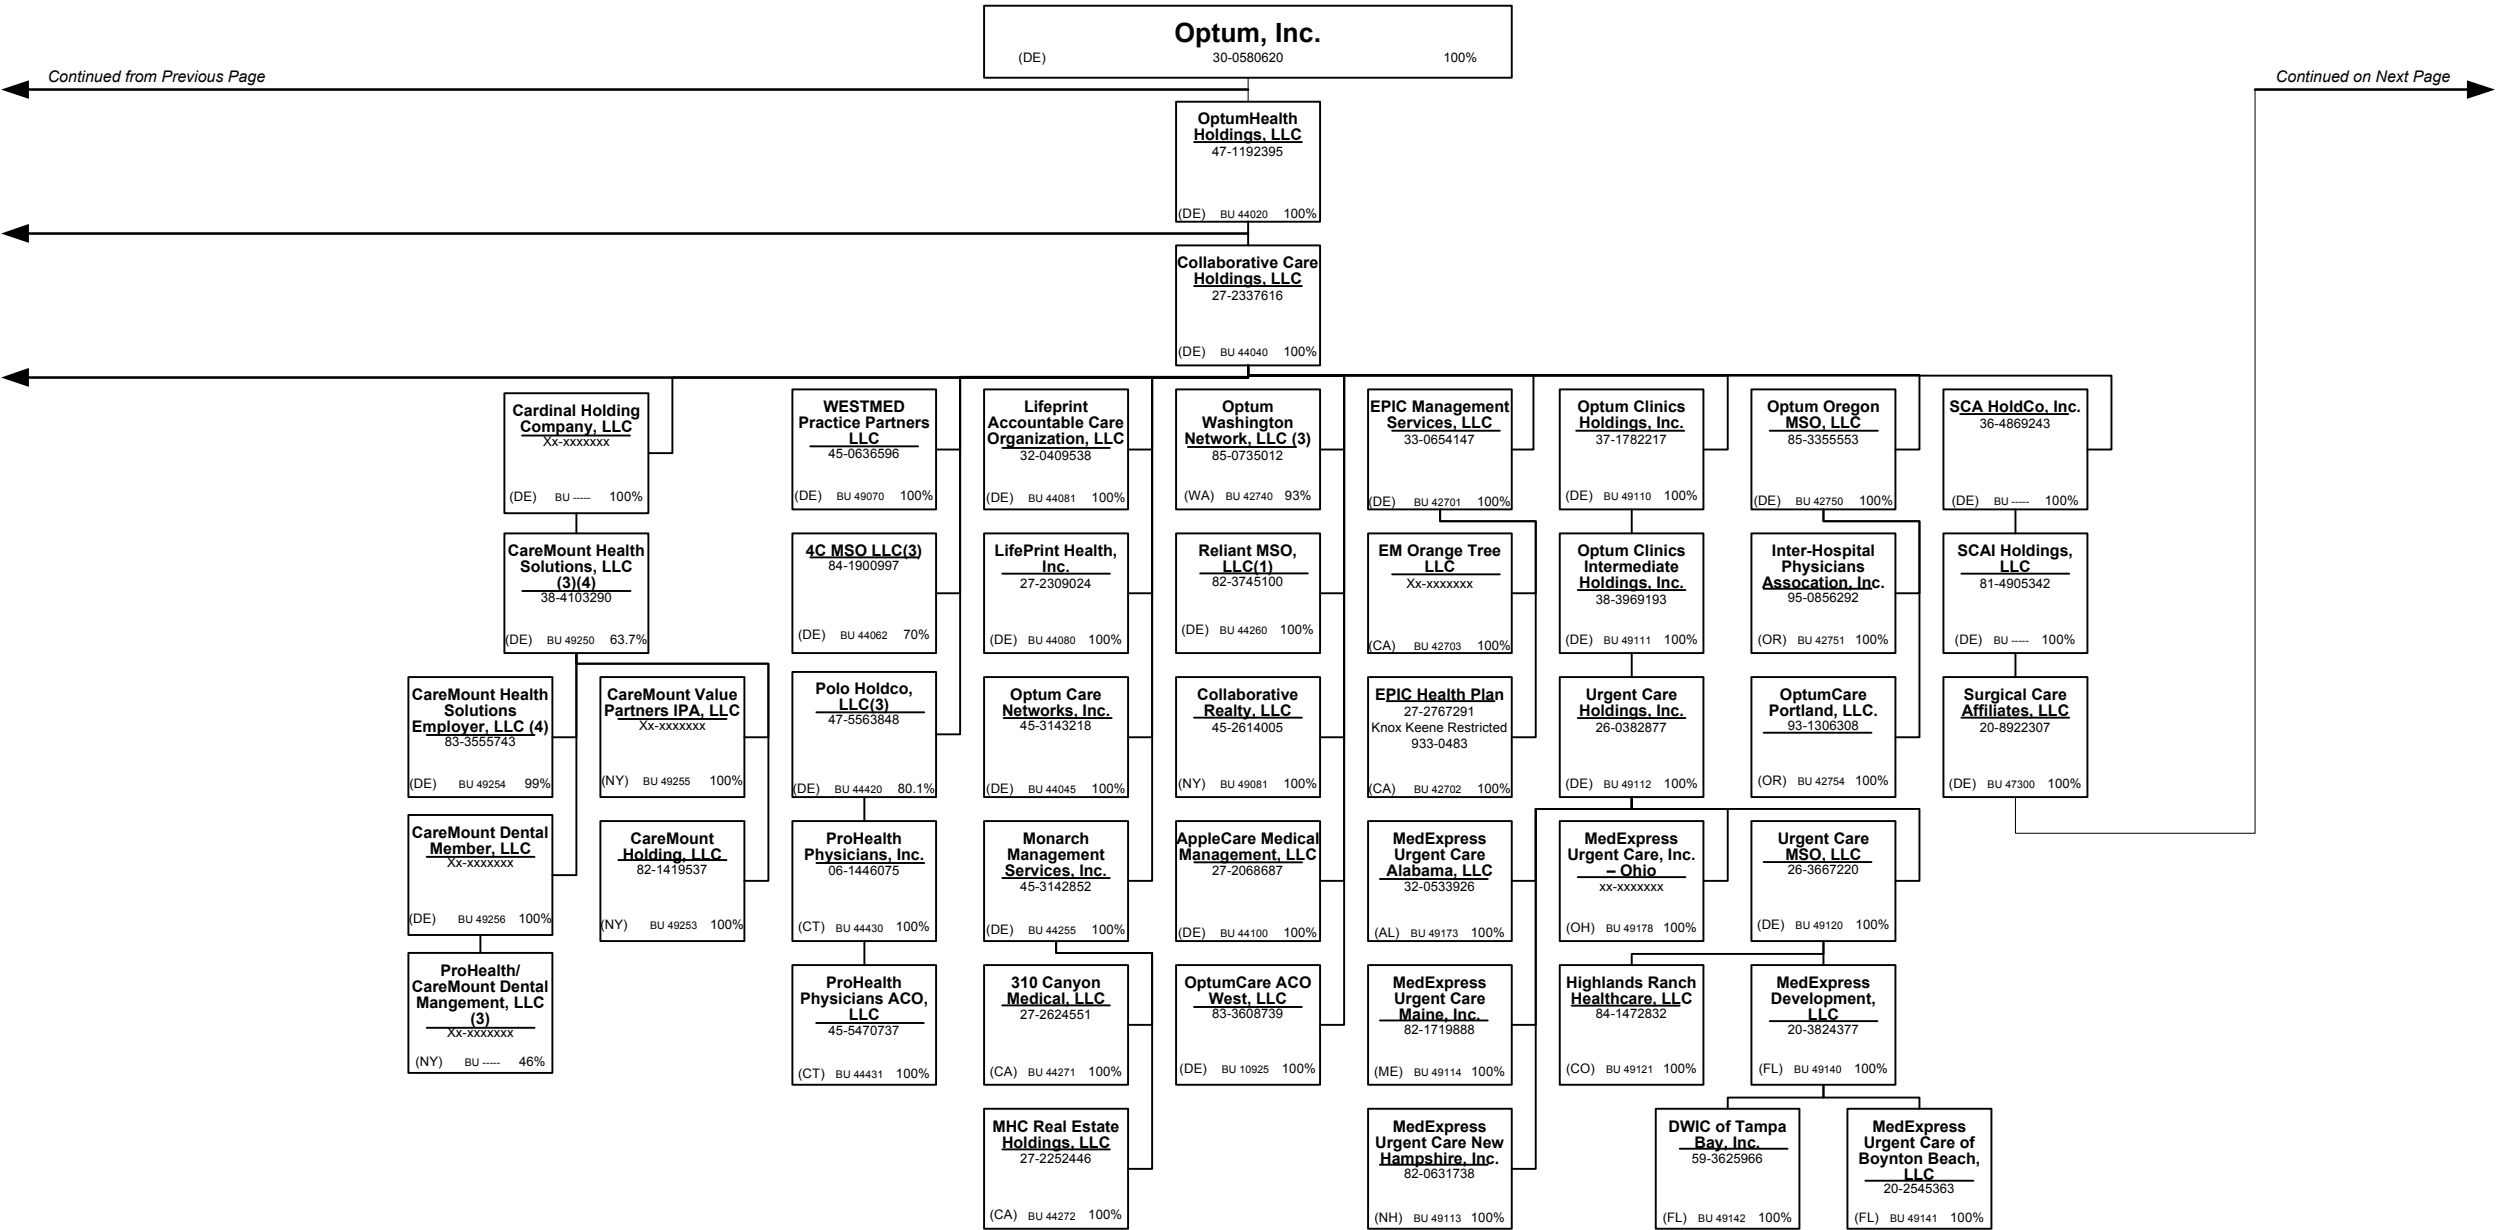 Optum, Inc.
(DE) 30-0580620 100%
Continued from Previous Page
Continued on Next Page
OptumHealth
Holdings, LLC
47-1192395
(DE) BU 44020 100%
Collaborative Care
Holdings, LLC
27-2337616
(DE) BU 44040 100%
Cardinal Holding
Company, LLC
Xx-xxxxxxx
(DE) BU ----- 100%
WESTMED
Practice Partners
LLC
45-0636596
(DE) BU 49070 100%
Lifeprint
Accountable Care
Organization, LLC
32-0409538
(DE) BU 44081 100%
Optum
Washington
Network, LLC (3)
85-0735012
(WA) BU 42740 93%
EPIC Management
Services, LLC
33-0654147
(DE) BU 42701 100%
Optum Clinics
Holdings, Inc.
37-1782217
(DE) BU 49110 100%
Optum Oregon
MSO, LLC
85-3355553
(DE) BU 42750 100%
SCA HoldCo, Inc.
36-4869243
(DE) BU ----- 100%
CareMount Health
Solutions, LLC
(3)(4)
38-4103290
(DE) BU 49250 63.7%
4C MSO LLC(3)
84-1900997
(DE) BU 44062 70%
LifePrint Health,
Inc.
27-2309024
(DE) BU 44080 100%
Reliant MSO,
LLC(1)
82-3745100
(DE) BU 44260 100%
EM Orange Tree
LLC
Xx-xxxxxxx
(CA) BU 42703 100%
Optum Clinics
Intermediate
Holdings, Inc.
38-3969193
(DE) BU 49111 100%
Inter-Hospital
Physicians
Assocation, Inc.
95-0856292
(OR) BU 42751 100%
SCAI Holdings,
LLC
81-4905342
(DE) BU ----- 100%
CareMount Health
Solutions
Employer, LLC (4)
83-3555743
(DE) BU 49254 99%
CareMount Value
Partners IPA, LLC
Xx-xxxxxxx
(NY) BU 49255 100%
Polo Holdco,
LLC(3)
47-5563848
(DE) BU 44420 80.1%
Optum Care
Networks, Inc.
45-3143218
(DE) BU 44045 100%
Collaborative
Realty, LLC
45-2614005
(NY) BU 49081 100%
EPIC Health Plan
27-2767291
Knox Keene Restricted
933-0483
(CA) BU 42702 100%
Urgent Care
Holdings, Inc.
26-0382877
(DE) BU 49112 100%
OptumCare
Portland, LLC.
93-1306308
(OR) BU 42754 100%
Surgical Care
Affiliates, LLC
20-8922307
(DE) BU 47300 100%
CareMount Dental
Member, LLC
Xx-xxxxxxx
(DE) BU 49256 100%
CareMount
Holding, LLC
82-1419537
(NY) BU 49253 100%
ProHealth
Physicians, Inc.
06-1446075
(CT) BU 44430 100%
Monarch
Management
Services, Inc.
45-3142852
(DE) BU 44255 100%
AppleCare Medical
Management, LLC
27-2068687
(DE) BU 44100 100%
MedExpress
Urgent Care
Alabama, LLC
32-0533926
(AL) BU 49173 100%
MedExpress
Urgent Care, Inc.
– Ohio
xx-xxxxxxx
(OH) BU 49178 100%
Urgent Care
MSO, LLC
26-3667220
(DE) BU 49120 100%
ProHealth/
CareMount Dental
Mangement, LLC
(3)
Xx-xxxxxxx
(NY) BU ----- 46%
ProHealth
Physicians ACO,
LLC
45-5470737
(CT) BU 44431 100%
310 Canyon
Medical, LLC
27-2624551
(CA) BU 44271 100%
OptumCare ACO
West, LLC
83-3608739
(DE) BU 10925 100%
MedExpress
Urgent Care
Maine, Inc.
82-1719888
(ME) BU 49114 100%
Highlands Ranch
Healthcare, LLC
84-1472832
(CO) BU 49121 100%
MedExpress
Development,
LLC
20-3824377
(FL) BU 49140 100%
MHC Real Estate
Holdings, LLC
27-2252446
(CA) BU 44272 100%
MedExpress
Urgent Care New
Hampshire, Inc.
82-0631738
(NH) BU 49113 100%
DWIC of Tampa
Bay, Inc.
59-3625966
(FL) BU 49142 100%
MedExpress
Urgent Care of
Boynton Beach,
LLC
20-2545363
(FL) BU 49141 100%